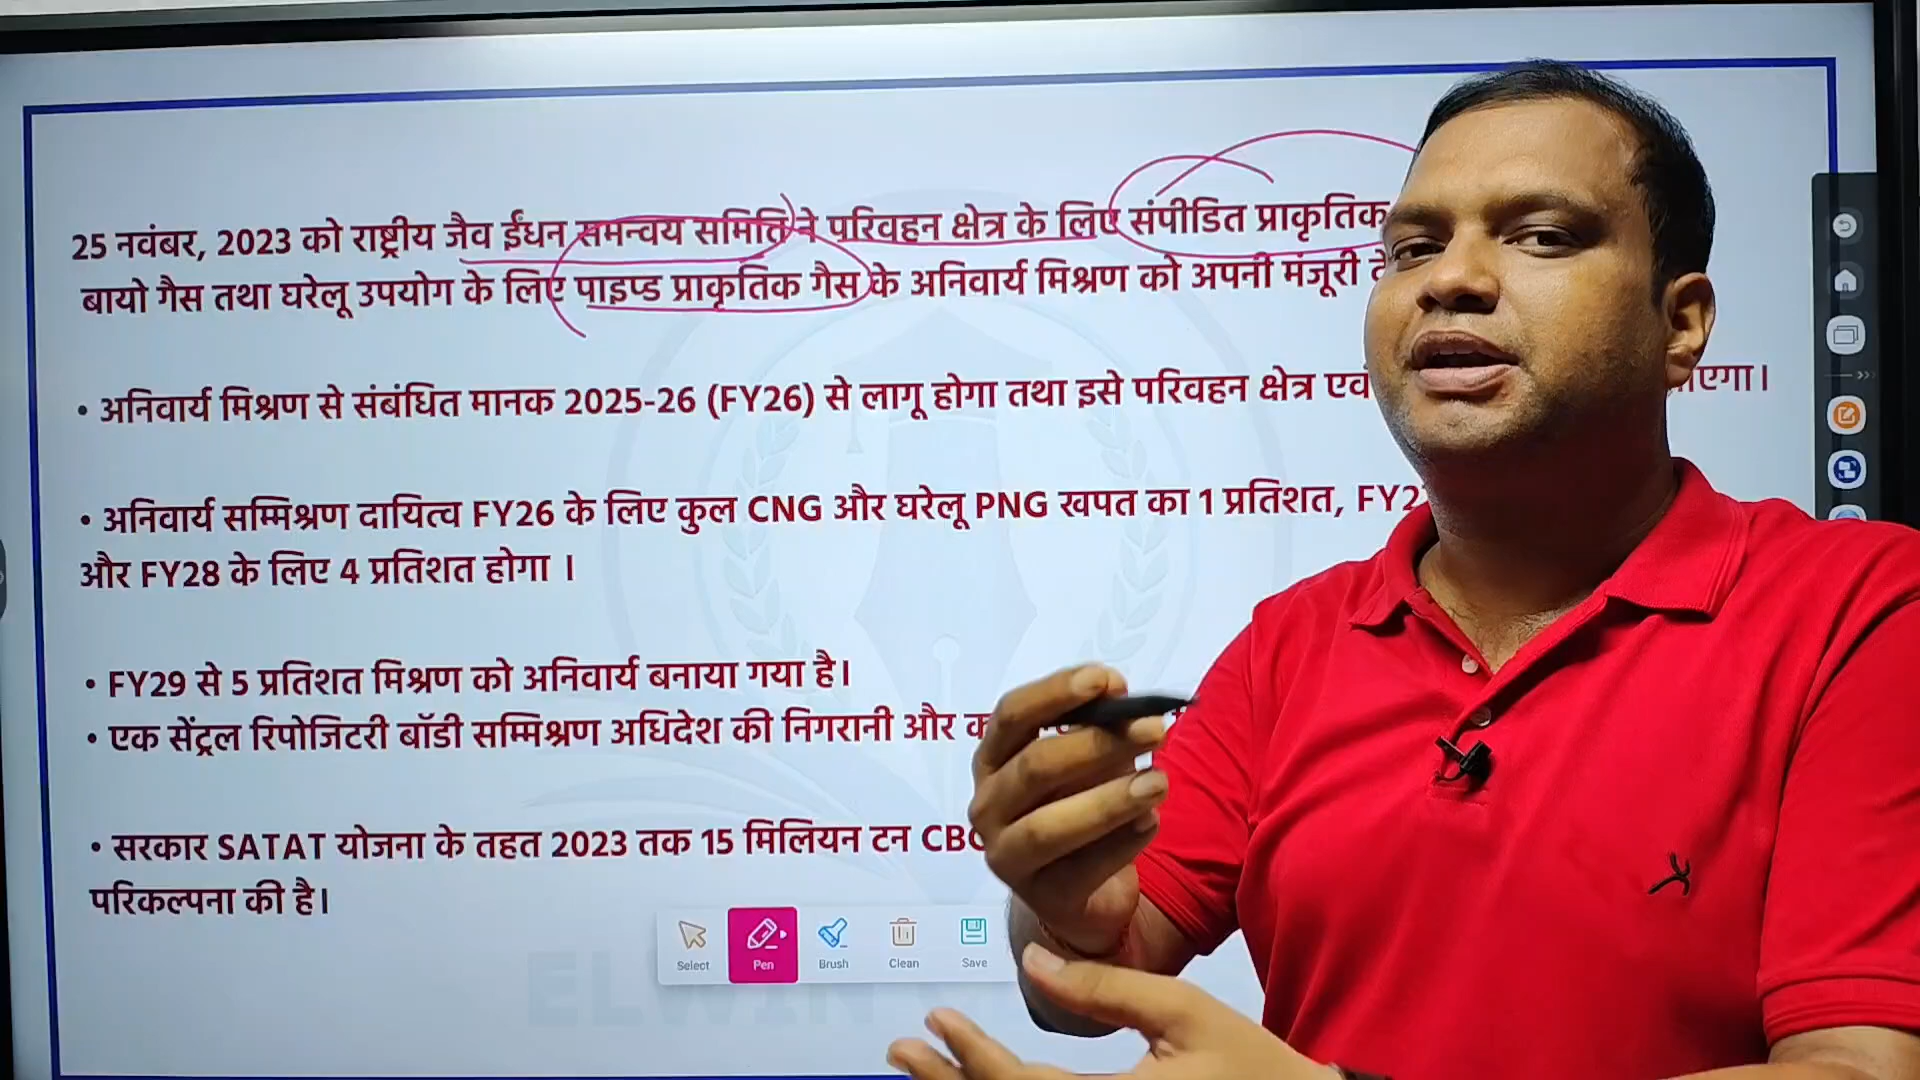 25 नवंबर, 2023 को राष्ट्रीय जैव ईंधन समन्वय समिति ने परिवहन क्षेत्र के लिए संपीडित प्राकृतिक
बायो गैस तथा घरेलू उपयोग के लिए पाइप्ड प्राकृतिक गैस के अनिवार्य मिश्रण को अपनी मंजूरी
• अनिवार्य मिश्रण से संबंधित मानक 2025-26 (FY26) से लागू होगा तथा इसे परिवहन क्षेत्र एवं
• अनिवार्य सम्मिश्रण दायित्व FY26 के लिए कुल CNG और घरेलू PNG खपत का 1 प्रतिशत,
और FY28 के लिए 4 प्रतिशत होगा ।
• FY29 से 5 प्रतिशत मिश्रण को अनिवार्य बनाया गया है।
• एक सेंट्रल रिपोजिटरी बॉडी सम्मिश्रण अधिदेश की निगरानी और
• सरकार SATAT योजना के तहत 2023 तक 15 मिलियन टन
परिकल्पना की है।
Select Pen Brush Clean Save
ELWIN